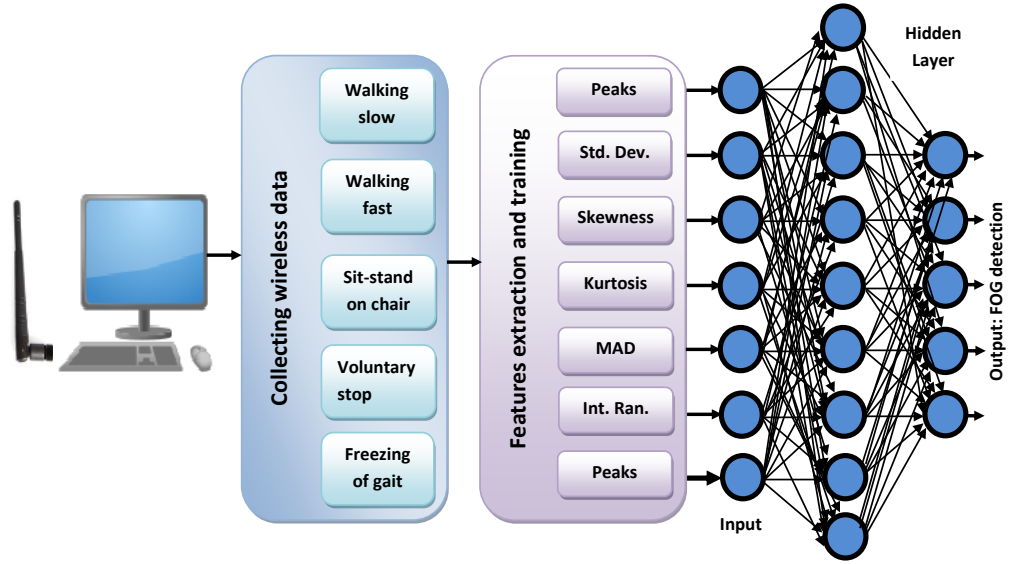 Collecting wireless data
Walking
slow
Walking
fast
Sit-stand
on chair
Voluntary
stop
Freezing
of gait
Features extraction and training
Peaks
Std. Dev.
Skewness
Kurtosis
MAD
Int. Ran.
Peaks
Input
Hidden
Layer
Output: FOG detection